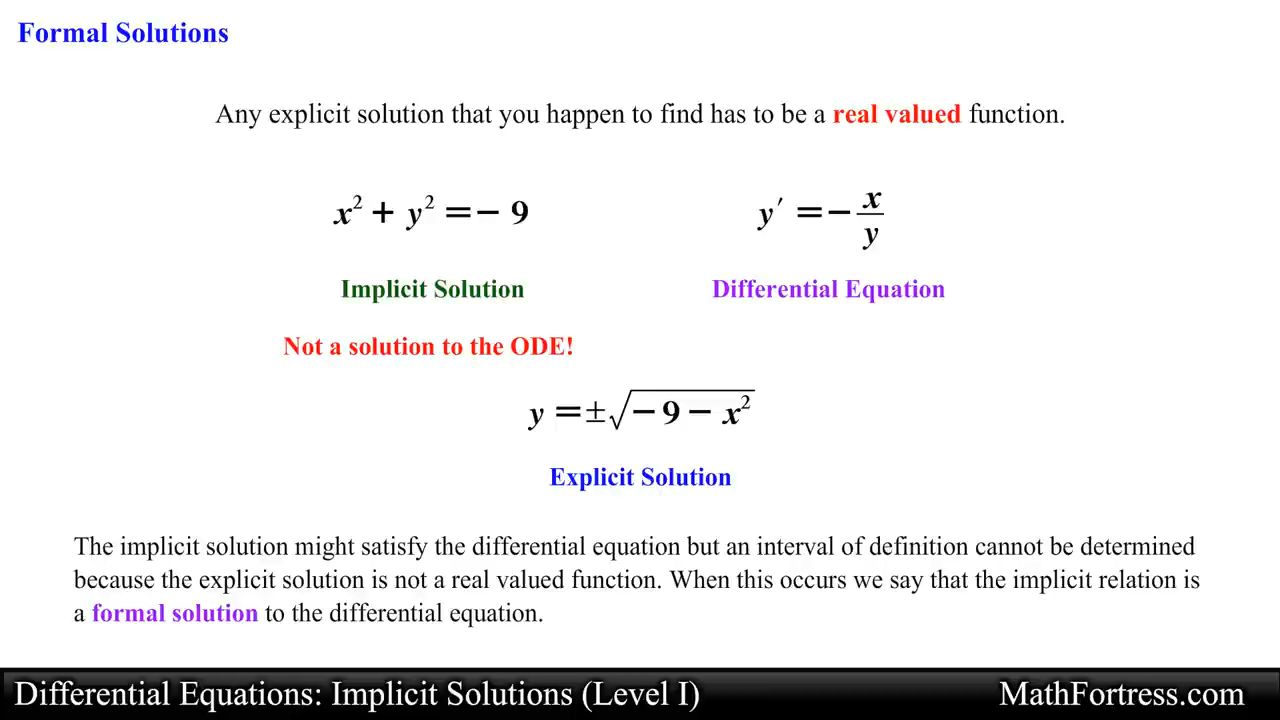 Formal Solutions
Any explicit solution that you happen to find has to be a real valued function.
x² + y² = − 9
y′ = − x/y
Implicit Solution
Differential Equation
Not a solution to the ODE!
y = ±√(− 9 − x²)
Explicit Solution
The implicit solution might satisfy the differential equation but an interval of definition cannot be determined
because the explicit solution is not a real valued function. When this occurs we say that the implicit relation is
a formal solution to the differential equation.
Differential Equations: Implicit Solutions (Level I)
MathFortress.com